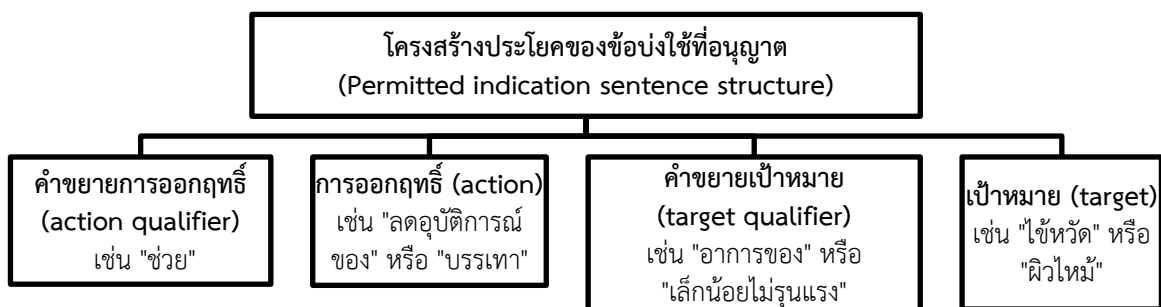 โครงสร้างประโยคของข้อบ่งใช้ที่อนุญาต
(Permitted indication sentence structure)
คำขยายการออกฤทธิ์
(action qualifier)
เช่น "ช่วย"
การออกฤทธิ์ (action)
เช่น "ลดอุบัติการณ์
ของ" หรือ "บรรเทา"
คำขยายเป้าหมาย
(target qualifier)
เช่น "อาการของ" หรือ
"เล็กน้อยไม่รุนแรง"
เป้าหมาย (target)
เช่น "ไข้หวัด" หรือ
"ผิวไหม้"